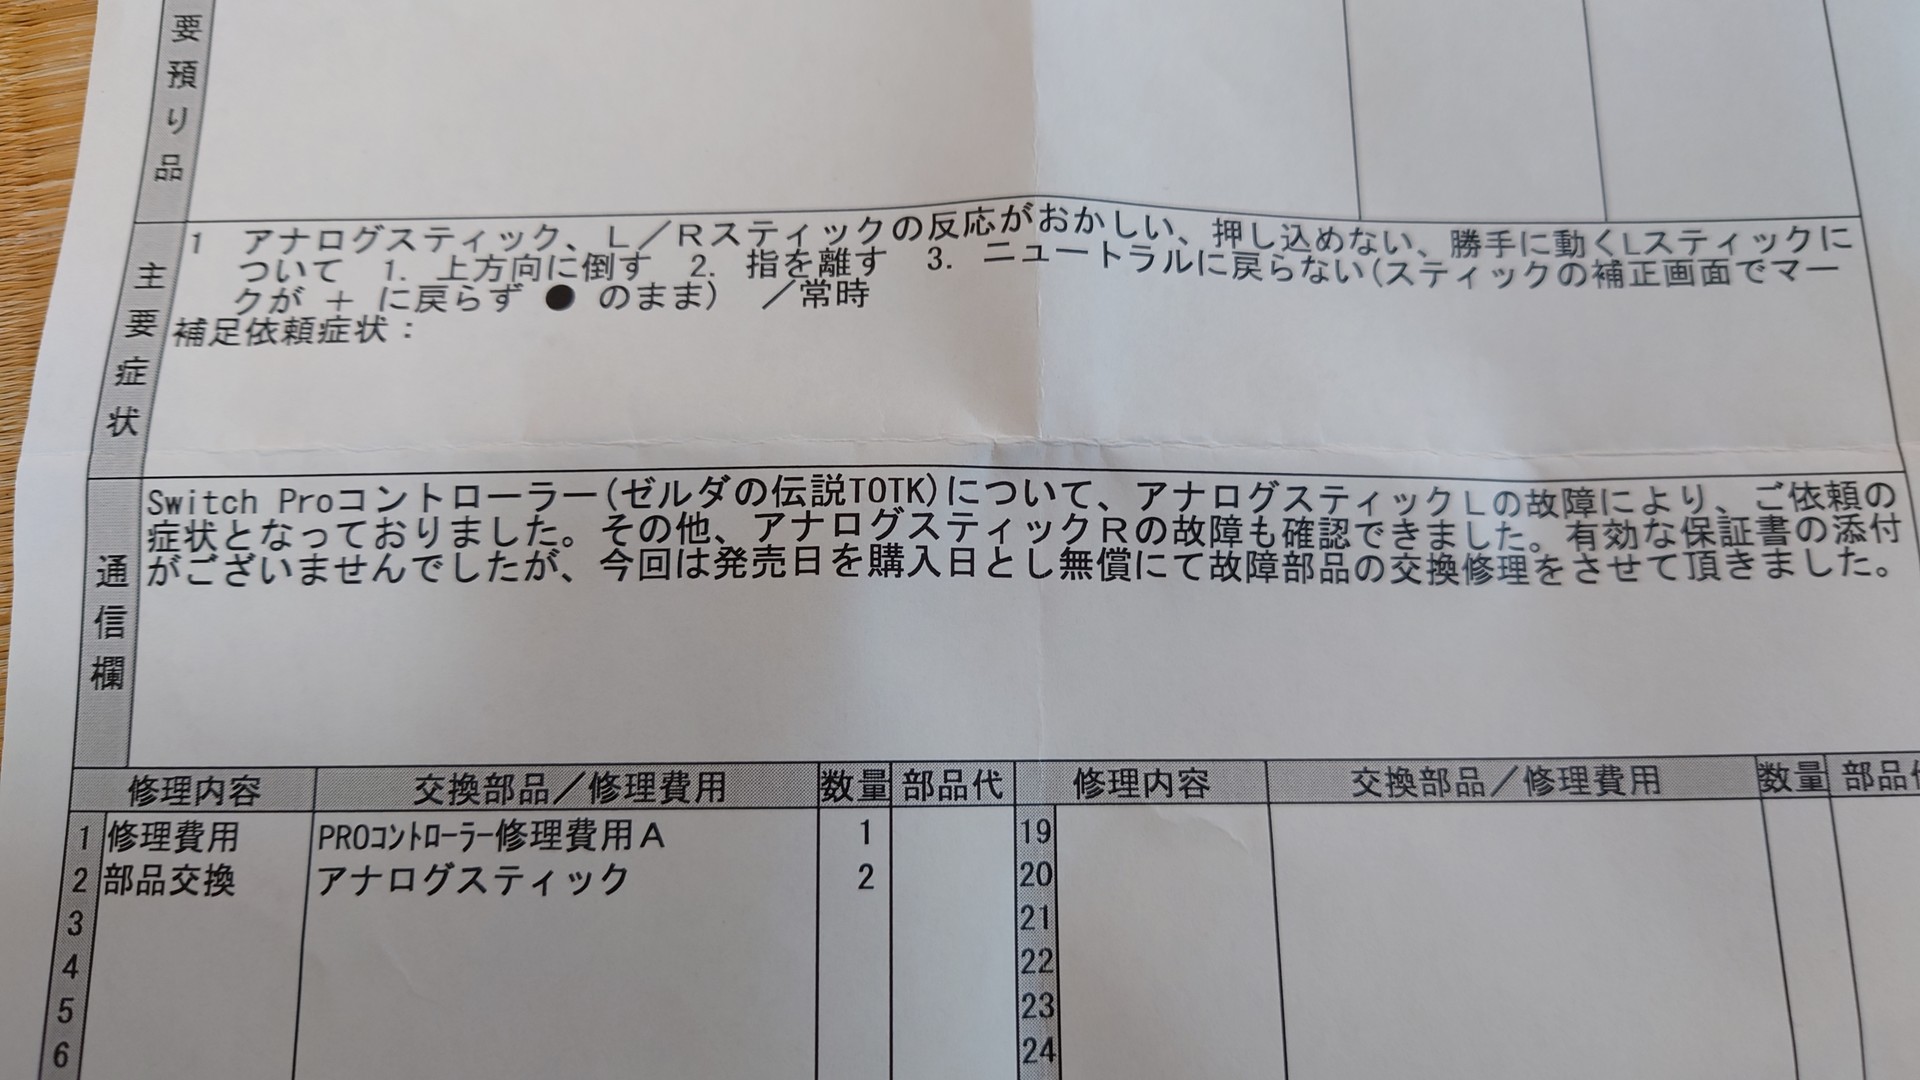 要預り品
主要症状
1 アナログスティック、L／Rスティックの反応がおかしい、押し込めない、勝手に動くLスティックに
ついて 1. 上方向に倒す 2. 指を離す 3. ニュートラルに戻らない(スティックの補正画面でマー
クが ＋ に戻らず ● のまま) ／常時
補足依頼症状：
通信欄
Switch Proコントローラー(ゼルダの伝説TOTK)について、アナログスティックLの故障により、ご依頼の
症状となっておりました。その他、アナログスティックRの故障も確認できました。有効な保証書の添付
がございませんでしたが、今回は発売日を購入日とし無償にて故障部品の交換修理をさせて頂きました。
修理内容 交換部品／修理費用 数量 部品代 修理内容 交換部品／修理費用 数量 部品代
1 修理費用 PROコントローラー修理費用A 1 19
2 部品交換 アナログスティック 2 20
3 21
4 22
5 23
6 24